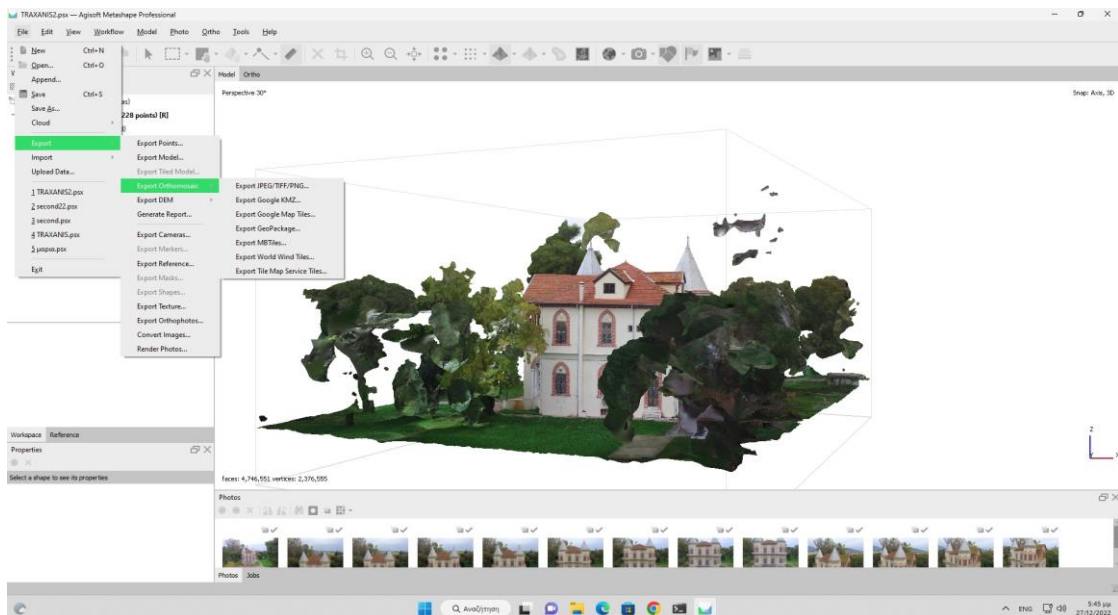 TRAXANIS2.psx — Agisoft Metashape Professional
File Edit View Workflow Model Photo Ortho Tools Help
New Ctrl+N
Open... Ctrl+O
Append...
Save Ctrl+S
Save As...
Cloud
Export
Import
Upload Data...
1 TRAXANIS2.psx
2 second22.psx
3 second.psx
4 TRAXANIS.psx
5 μαρια.psx
Exit
228 points) [R]
Export Points...
Export Model...
Export Tiled Model...
Export Orthomosaic
Export DEM
Generate Report...
Export Cameras...
Export Markers...
Export Reference...
Export Masks...
Export Shapes...
Export Texture...
Export Orthophotos...
Convert Images...
Render Photos...
Export JPEG/TIFF/PNG...
Export Google KMZ...
Export Google Map Tiles...
Export GeoPackage...
Export MBTiles...
Export World Wind Tiles...
Export Tile Map Service Tiles...
Model Ortho
Perspective 30°
Snap: Axis, 3D
Z
X
faces: 4,746,551 vertices: 2,376,555
Workspace Reference
Properties
Select a shape to see its properties
Photos
Photos Jobs
Αναζήτηση
ENG
5:45 μμ
27/12/2022